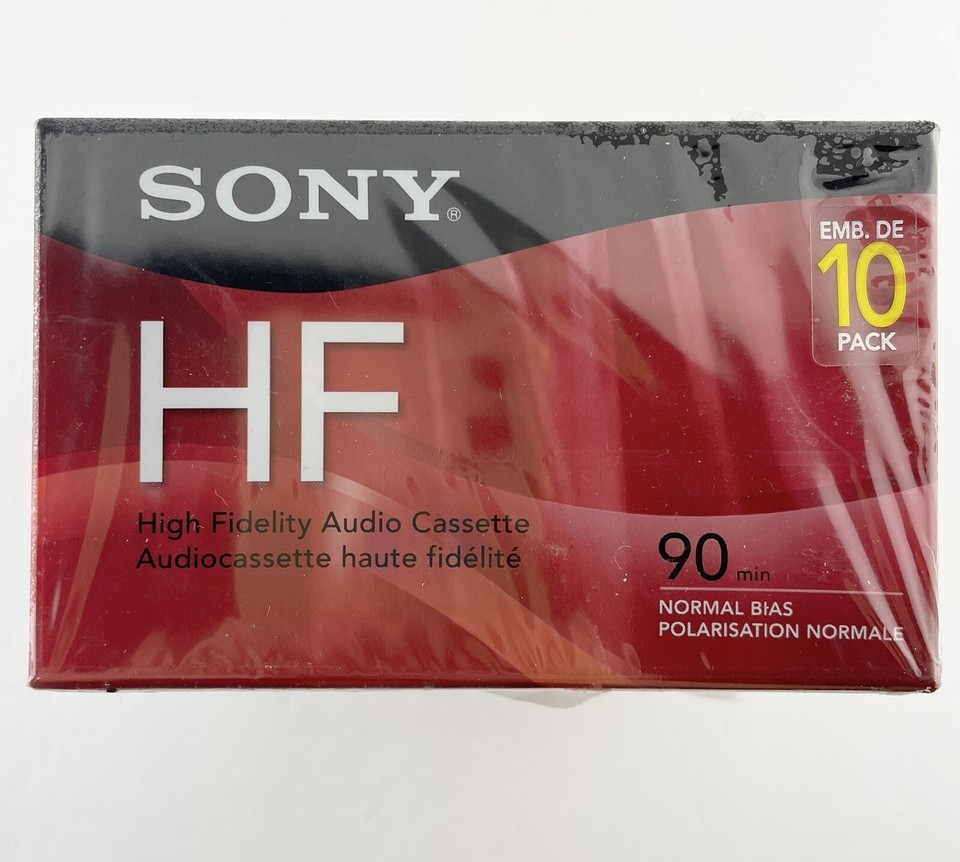 SONY®
EMB. DE
10
PACK
HF
High Fidelity Audio Cassette
Audiocassette haute fidélité
90 min
NORMAL BIAS
POLARISATION NORMALE